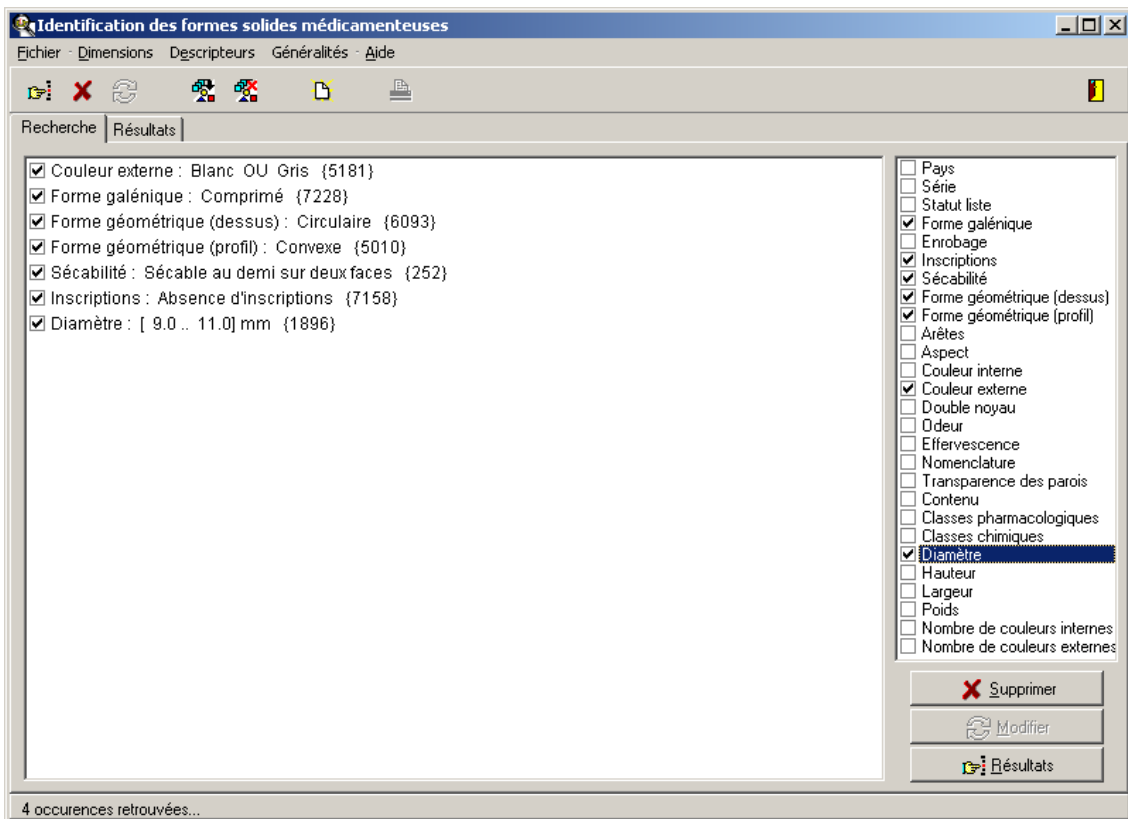 Identification des formes solides médicamenteuses
Fichier - Dimensions Descripteurs Généralités - Aide
Recherche Résultats
Couleur externe : Blanc OU Gris {5181}
Forme galénique : Comprimé {7228}
Forme géométrique (dessus) : Circulaire {6093}
Forme géométrique (profil) : Convexe {5010}
Sécabilité : Sécable au demi sur deux faces {252}
Inscriptions : Absence d'inscriptions {7158}
Diamètre : [ 9.0 .. 11.0] mm {1896}
Pays
Série
Statut liste
Forme galénique
Enrobage
Inscriptions
Sécabilité
Forme géométrique (dessus)
Forme géométrique (profil)
Arêtes
Aspect
Couleur interne
Couleur externe
Double noyau
Odeur
Effervescence
Nomenclature
Transparence des parois
Contenu
Classes pharmacologiques
Classes chimiques
Diamètre
Hauteur
Largeur
Poids
Nombre de couleurs internes
Nombre de couleurs externes
Supprimer
Modifier
Résultats
4 occurences retrouvées...